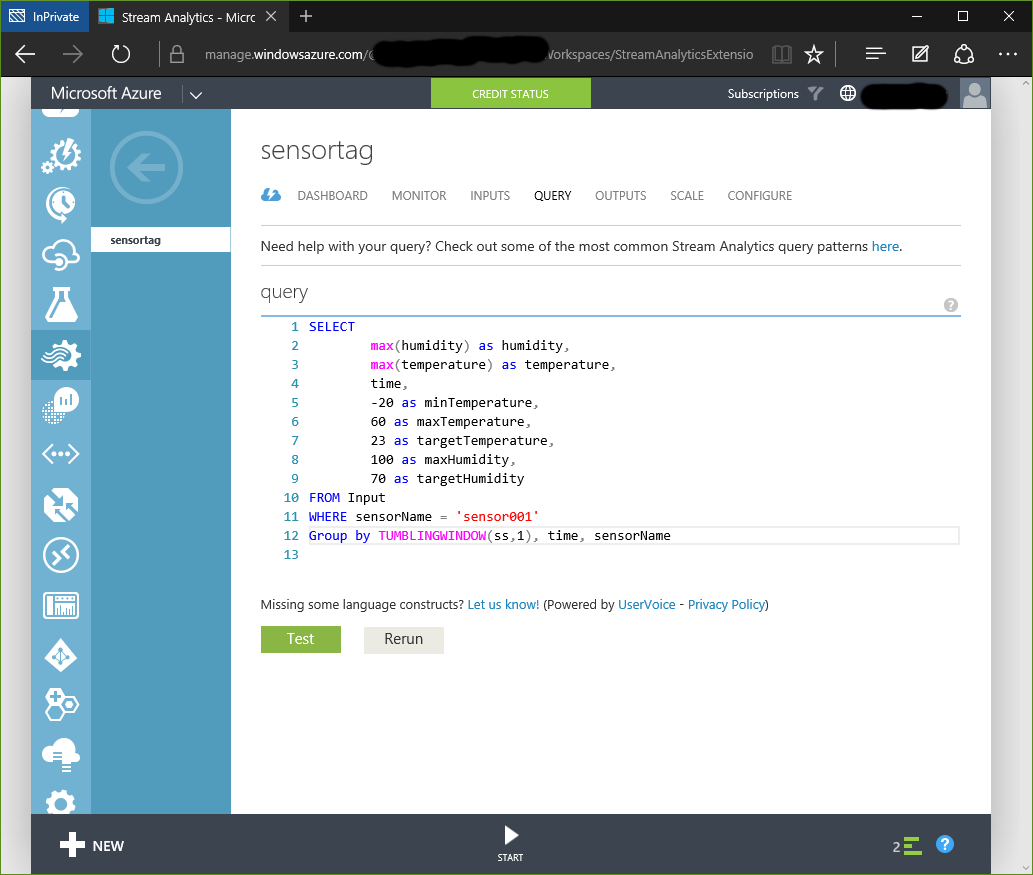 InPrivate
Stream Analytics - Micr
manage.windowsazure.com/
Workspaces/StreamAnalyticsExtensio
Microsoft Azure
CREDIT STATUS
Subscriptions
sensortag
sensortag
DASHBOARD MONITOR INPUTS QUERY OUTPUTS SCALE CONFIGURE
Need help with your query? Check out some of the most common Stream Analytics query patterns here.
query
?
1 SELECT
2 max(humidity) as humidity,
3 max(temperature) as temperature,
4 time,
5 -20 as minTemperature,
6 60 as maxTemperature,
7 23 as targetTemperature,
8 100 as maxHumidity,
9 70 as targetHumidity
10 FROM Input
11 WHERE sensorName = 'sensor001'
12 Group by TUMBLINGWINDOW(ss,1), time, sensorName
13
Missing some language constructs? Let us know! (Powered by UserVoice - Privacy Policy)
Test Rerun
NEW
START
2
?